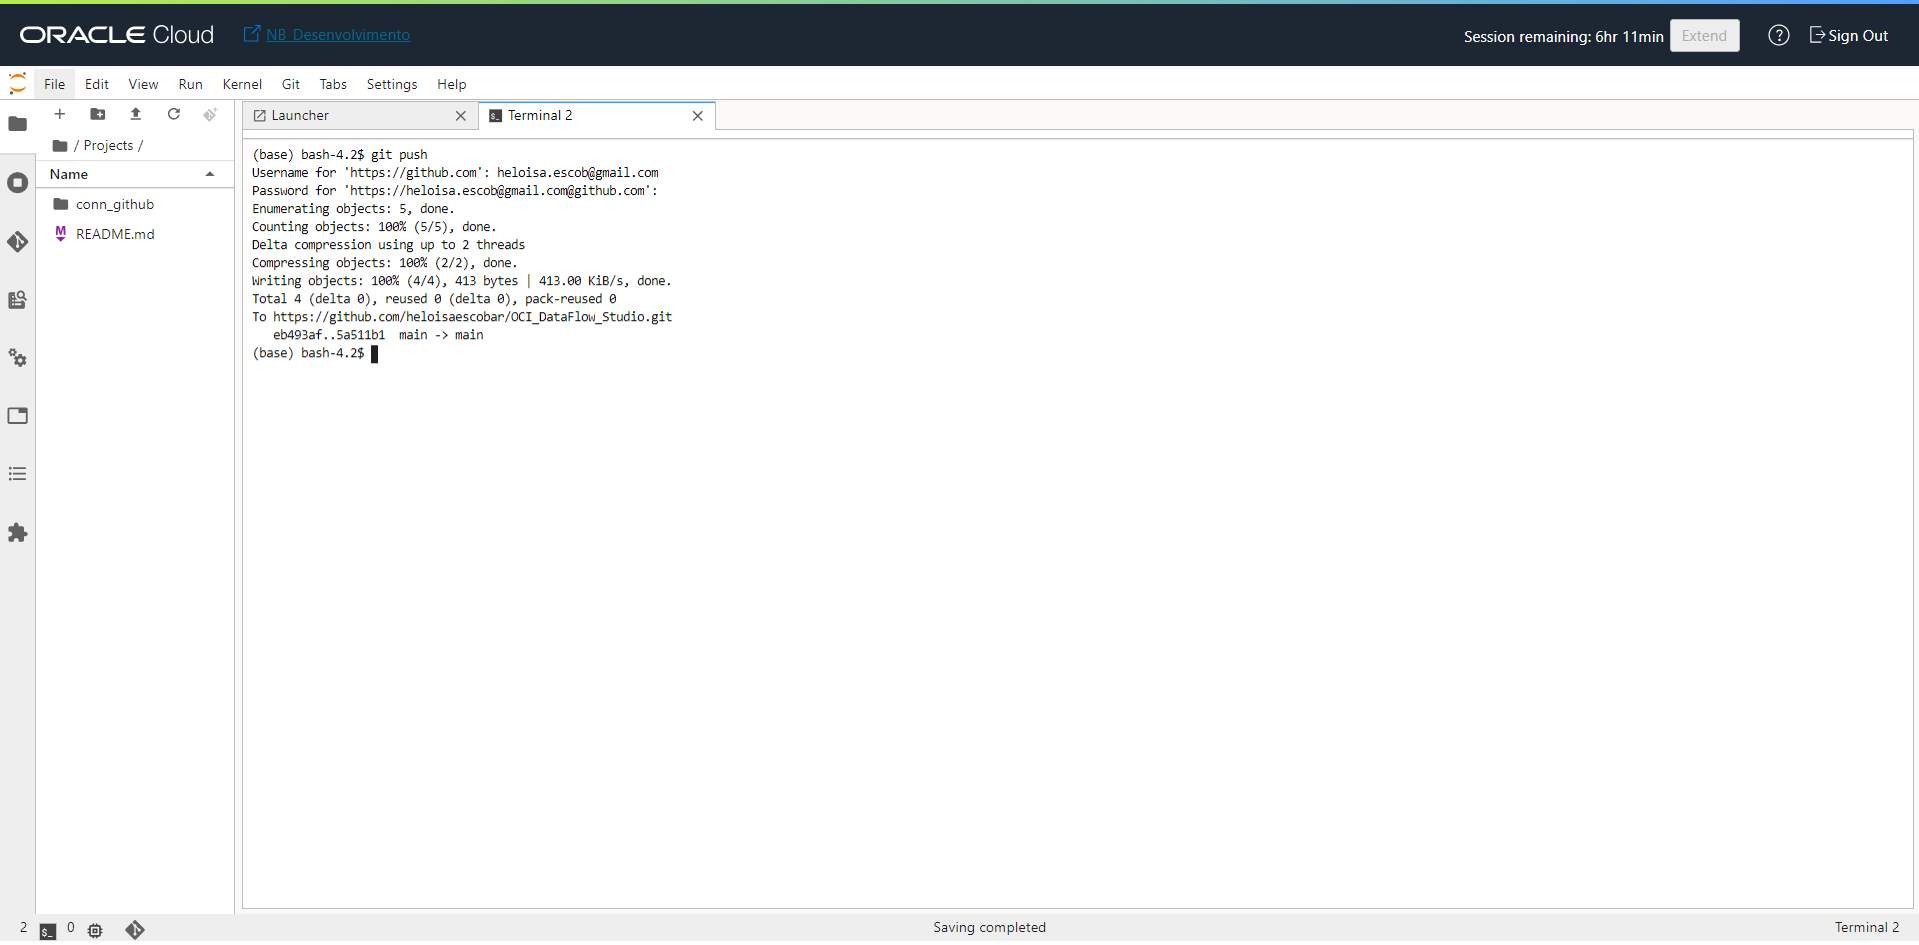 ORACLE Cloud
NB_Desenvolvimento
Session remaining: 6hr 11min
Extend
?
Sign Out
File Edit View Run Kernel Git Tabs Settings Help
Launcher
Terminal 2
/ Projects /
Name
conn_github
README.md
(base) bash-4.2$ git push
Username for 'https://github.com': heloisa.escob@gmail.com
Password for 'https://heloisa.escob@gmail.com@github.com':
Enumerating objects: 5, done.
Counting objects: 100% (5/5), done.
Delta compression using up to 2 threads
Compressing objects: 100% (2/2), done.
Writing objects: 100% (4/4), 413 bytes | 413.00 KiB/s, done.
Total 4 (delta 0), reused 0 (delta 0), pack-reused 0
To https://github.com/heloisaescobar/OCI_DataFlow_Studio.git
   eb493af..5a511b1  main -> main
(base) bash-4.2$
2 $_ 0
Saving completed
Terminal 2